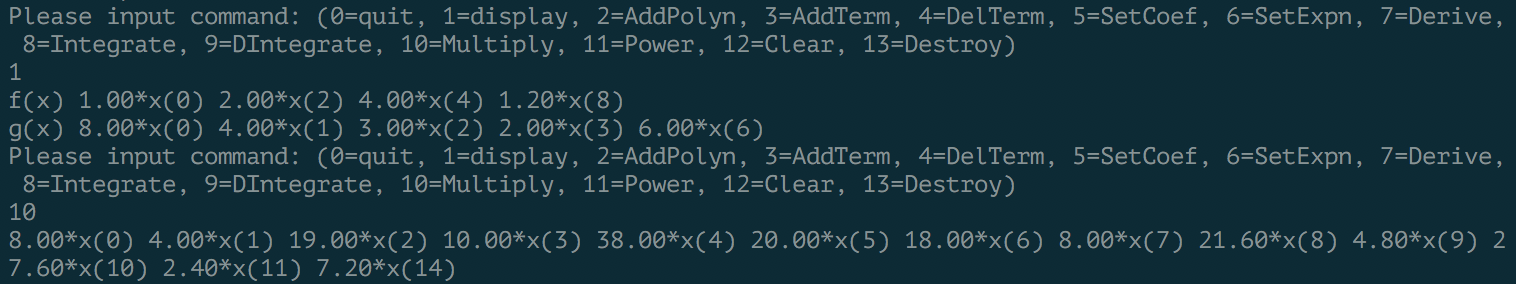 Please input command: (0=quit, 1=display, 2=AddPolyn, 3=AddTerm, 4=DelTerm, 5=SetCoef, 6=SetExpn, 7=Derive,
 8=Integrate, 9=DIntegrate, 10=Multiply, 11=Power, 12=Clear, 13=Destroy)
1
f(x) 1.00*x(0) 2.00*x(2) 4.00*x(4) 1.20*x(8)
g(x) 8.00*x(0) 4.00*x(1) 3.00*x(2) 2.00*x(3) 6.00*x(6)
Please input command: (0=quit, 1=display, 2=AddPolyn, 3=AddTerm, 4=DelTerm, 5=SetCoef, 6=SetExpn, 7=Derive,
 8=Integrate, 9=DIntegrate, 10=Multiply, 11=Power, 12=Clear, 13=Destroy)
10
8.00*x(0) 4.00*x(1) 19.00*x(2) 10.00*x(3) 38.00*x(4) 20.00*x(5) 18.00*x(6) 8.00*x(7) 21.60*x(8) 4.80*x(9) 2
7.60*x(10) 2.40*x(11) 7.20*x(14)